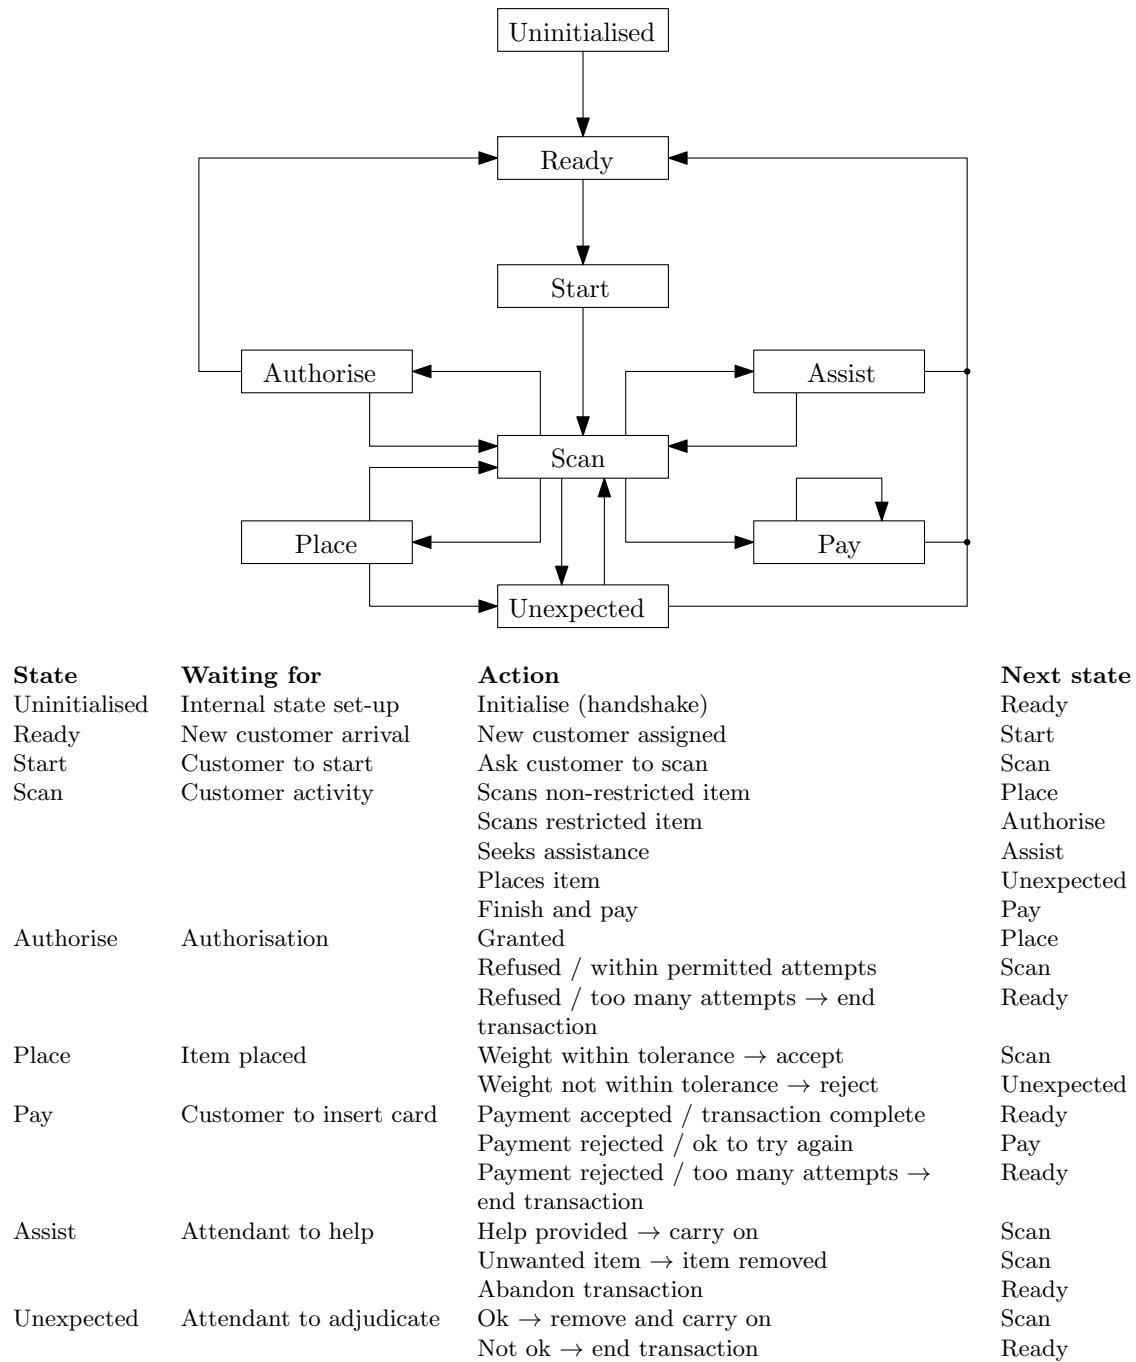 Uninitialised
Ready
Start
Authorise
Assist
Scan
Place
Pay
Unexpected
State Waiting for Action Next state
Uninitialised Internal state set-up Initialise (handshake) Ready
Ready New customer arrival New customer assigned Start
Start Customer to start Ask customer to scan Scan
Scan Customer activity Scans non-restricted item Place
Scans restricted item Authorise
Seeks assistance Assist
Places item Unexpected
Finish and pay Pay
Authorise Authorisation Granted Place
Refused / within permitted attempts Scan
Refused / too many attempts → end Ready
transaction
Place Item placed Weight within tolerance → accept Scan
Weight not within tolerance → reject Unexpected
Pay Customer to insert card Payment accepted / transaction complete Ready
Payment rejected / ok to try again Pay
Payment rejected / too many attempts → Ready
end transaction
Assist Attendant to help Help provided → carry on Scan
Unwanted item → item removed Scan
Abandon transaction Ready
Unexpected Attendant to adjudicate Ok → remove and carry on Scan
Not ok → end transaction Ready